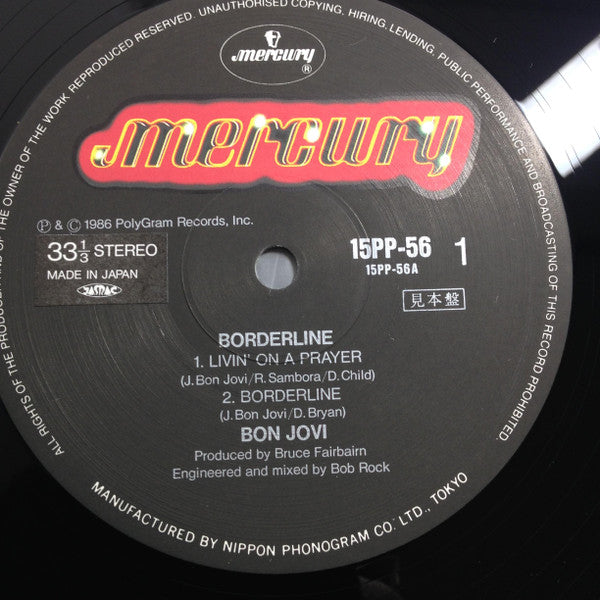 ALL RIGHTS OF THE PRODUCER AND OF THE OWNER OF THE WORK REPRODUCED RESERVED. UNAUTHORISED COPYING, HIRING, LENDING, PUBLIC PERFORMANCE AND BROADCASTING OF THIS RECORD PROHIBITED.
mercury
®
mercury
Ⓟ & © 1986 PolyGram Records, Inc.
33 1/3 STEREO
MADE IN JAPAN
JASRAC
15PP-56 1
15PP-56A
見本盤
BORDERLINE
1. LIVIN' ON A PRAYER
(J.Bon Jovi/R. Sambora/D. Child)
2. BORDERLINE
(J.Bon Jovi/D. Bryan)
BON JOVI
Produced by Bruce Fairbairn
Engineered and mixed by Bob Rock
MANUFACTURED BY NIPPON PHONOGRAM CO. LTD., TOKYO